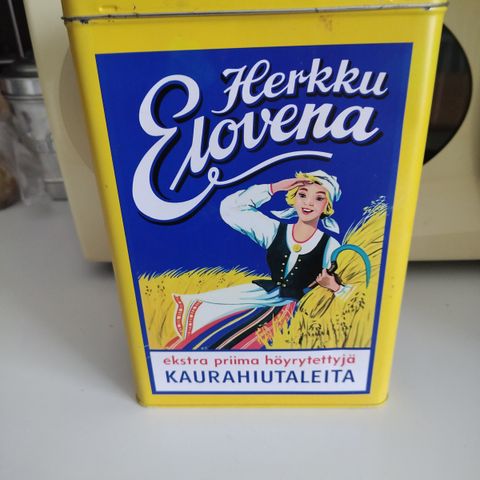 Herkku
Elovena
ekstra priima höyrytettyjä
KAURAHIUTALEITA